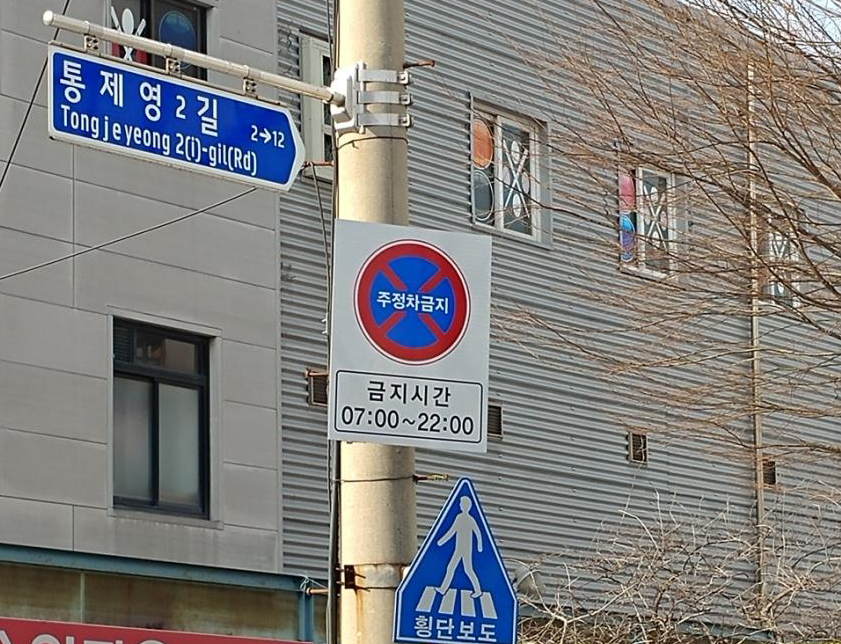 통제영2길
Tongjeyeong 2(i)-gil(Rd)
2→12
주정차금지
금지시간
07:00~22:00
횡단보도